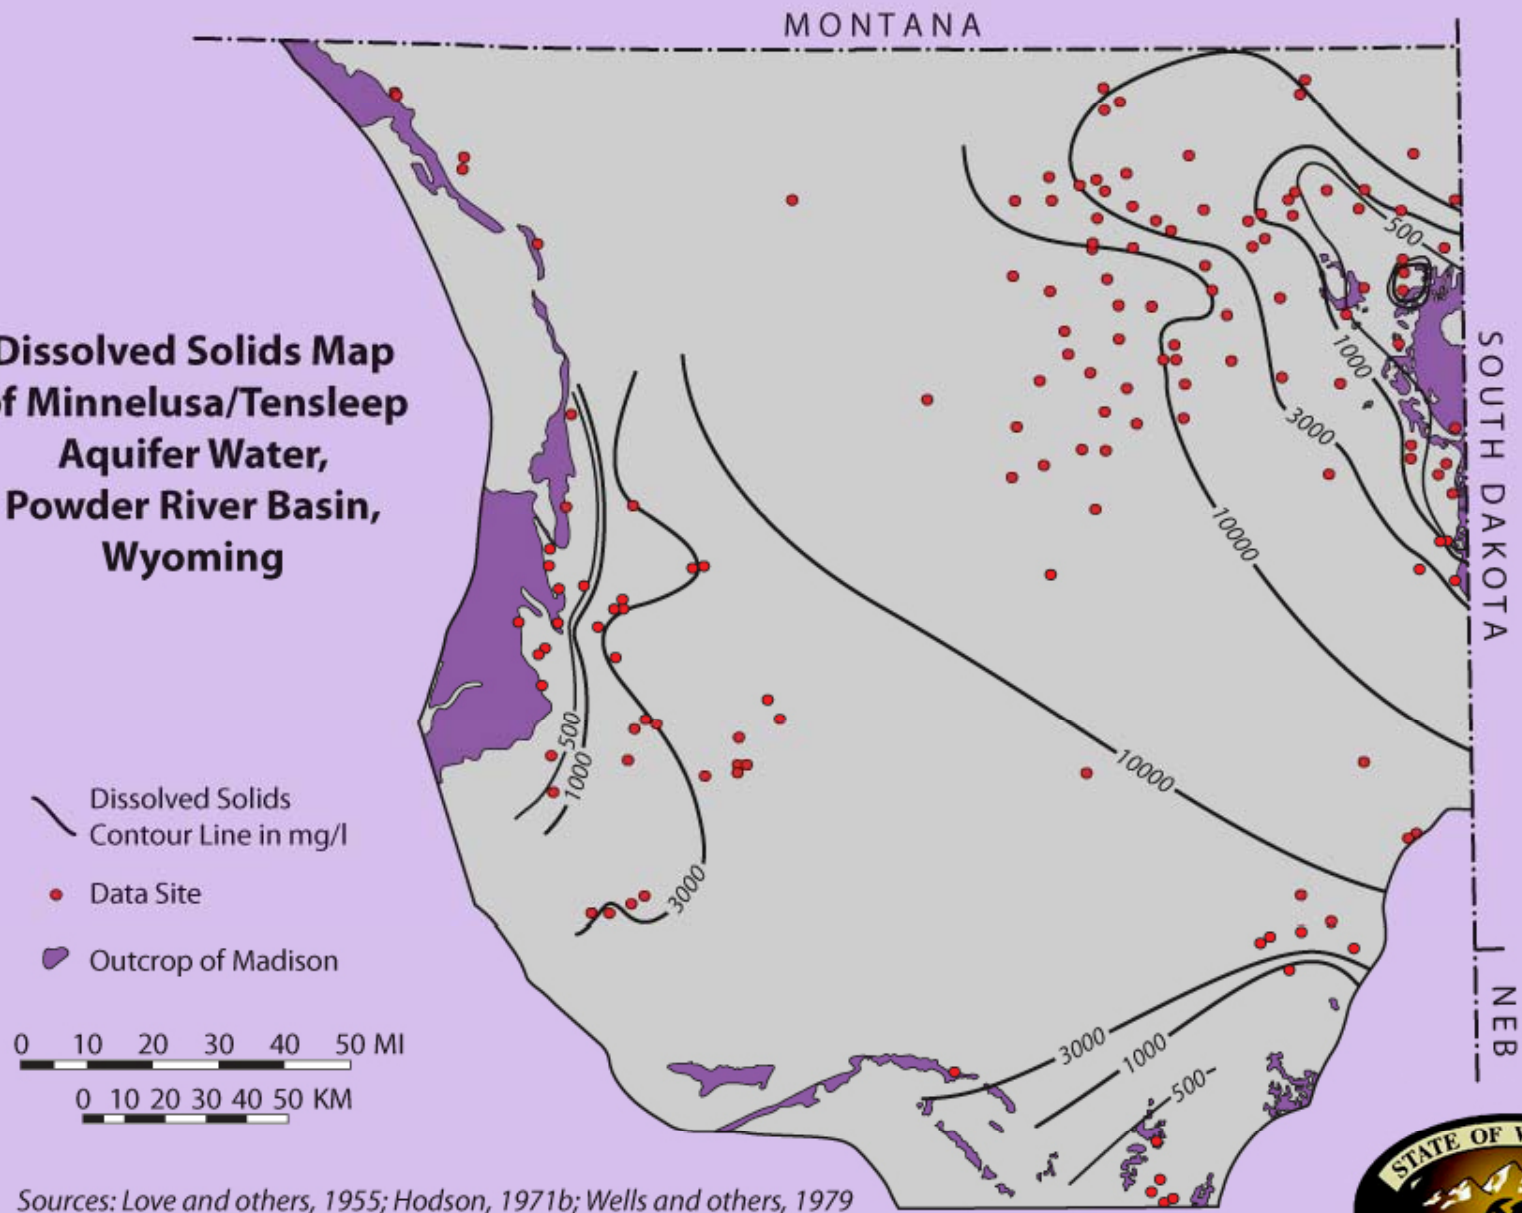 MONTANA
Dissolved Solids Map
of Minnelusa/Tensleep
Aquifer Water,
Powder River Basin,
Wyoming
500
1000
3000
10000
500
1000
3000
10000
3000
1000
500
SOUTH DAKOTA
NEB
Dissolved Solids
Contour Line in mg/l
Data Site
Outcrop of Madison
0 10 20 30 40 50 MI
0 10 20 30 40 50 KM
Sources: Love and others, 1955; Hodson, 1971b; Wells and others, 1979
STATE OF